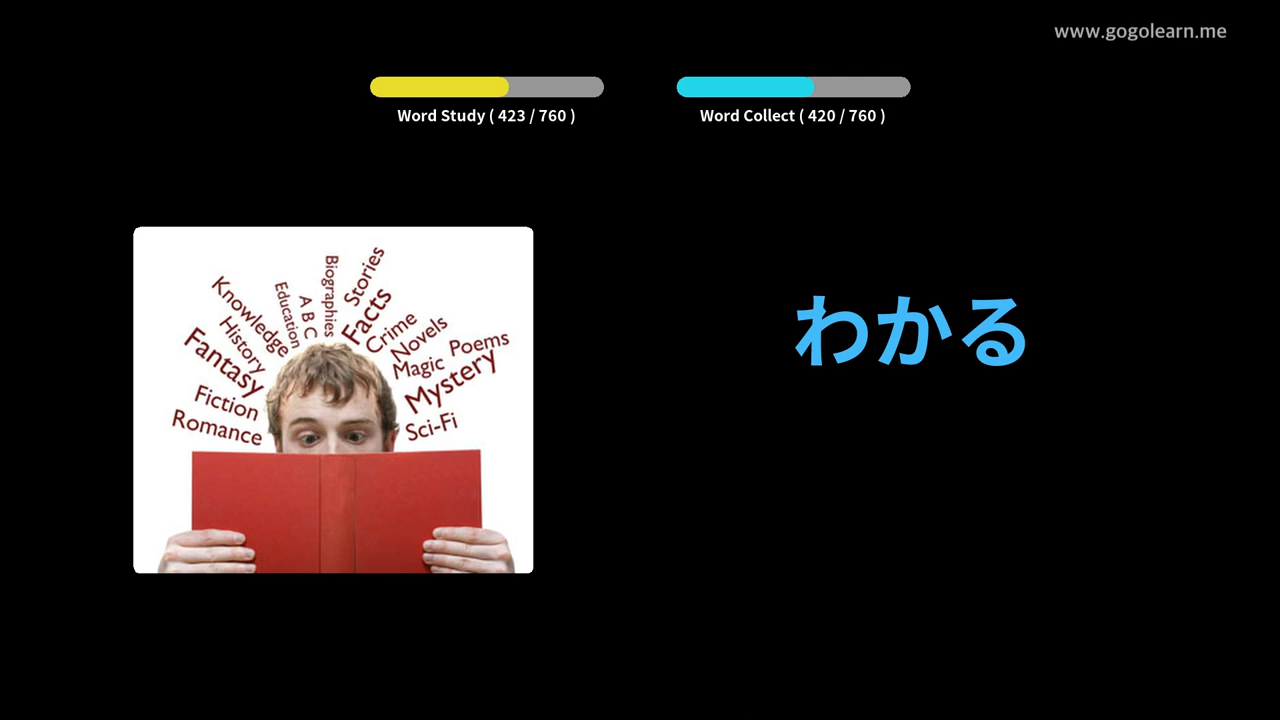 www.gogolearn.me
Word Study ( 423 / 760 )
Word Collect ( 420 / 760 )
わかる
Knowledge
History
Fantasy
Fiction
Romance
Education
A B C
Biographies
Stories
Facts
Crime
Novels
Magic
Poems
Mystery
Sci-Fi